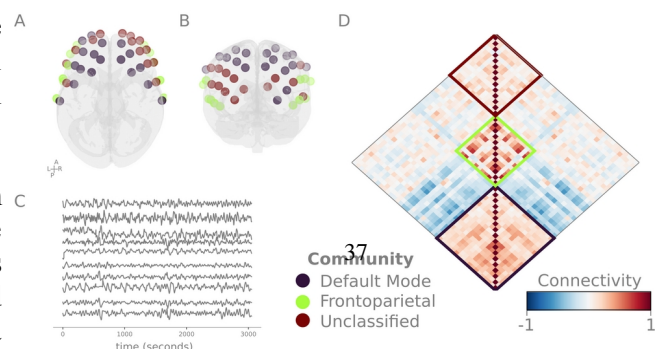 A
B
D
A
L R
P
C
0 1000 2000 3000
time (seconds)
37
Community
Default Mode
Frontoparietal
Unclassified
Connectivity
-1 1